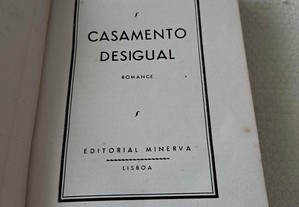 CASAMENTO
DESIGUAL
ROMANCE
EDITORIAL MINERVA
LISBOA